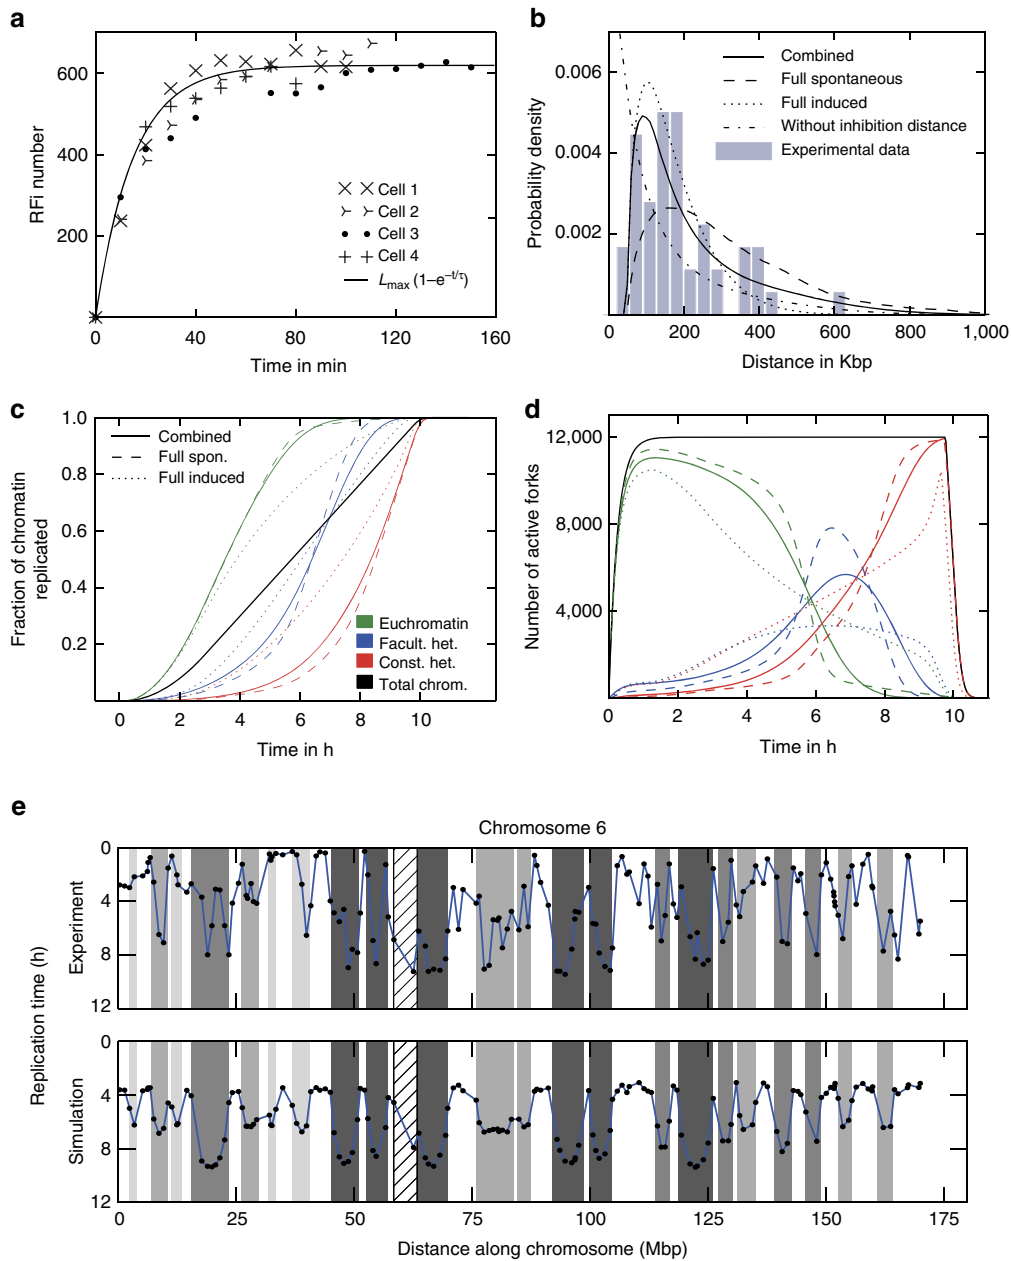 a
600
400
200
RFi number
Cell 1
Cell 2
Cell 3
Cell 4
Lmax (1–e–t/τ)
0
40
80
120
160
Time in min
b
0.006
0.004
0.002
Probability density
Combined
Full spontaneous
Full induced
Without inhibition distance
Experimental data
0
200
400
600
800
1,000
Distance in Kbp
c
1.0
0.8
0.6
0.4
0.2
Fraction of chromatin
replicated
Combined
Full spon.
Full induced
Euchromatin
Facult. het.
Const. het.
Total chrom.
0
2
4
6
8
10
Time in h
d
12,000
8,000
4,000
Number of active forks
0
2
4
6
8
10
Time in h
e
Chromosome 6
Replication time (h)
Experiment
0
4
8
12
Simulation
0
4
8
12
0
25
50
75
100
125
150
175
Distance along chromosome (Mbp)